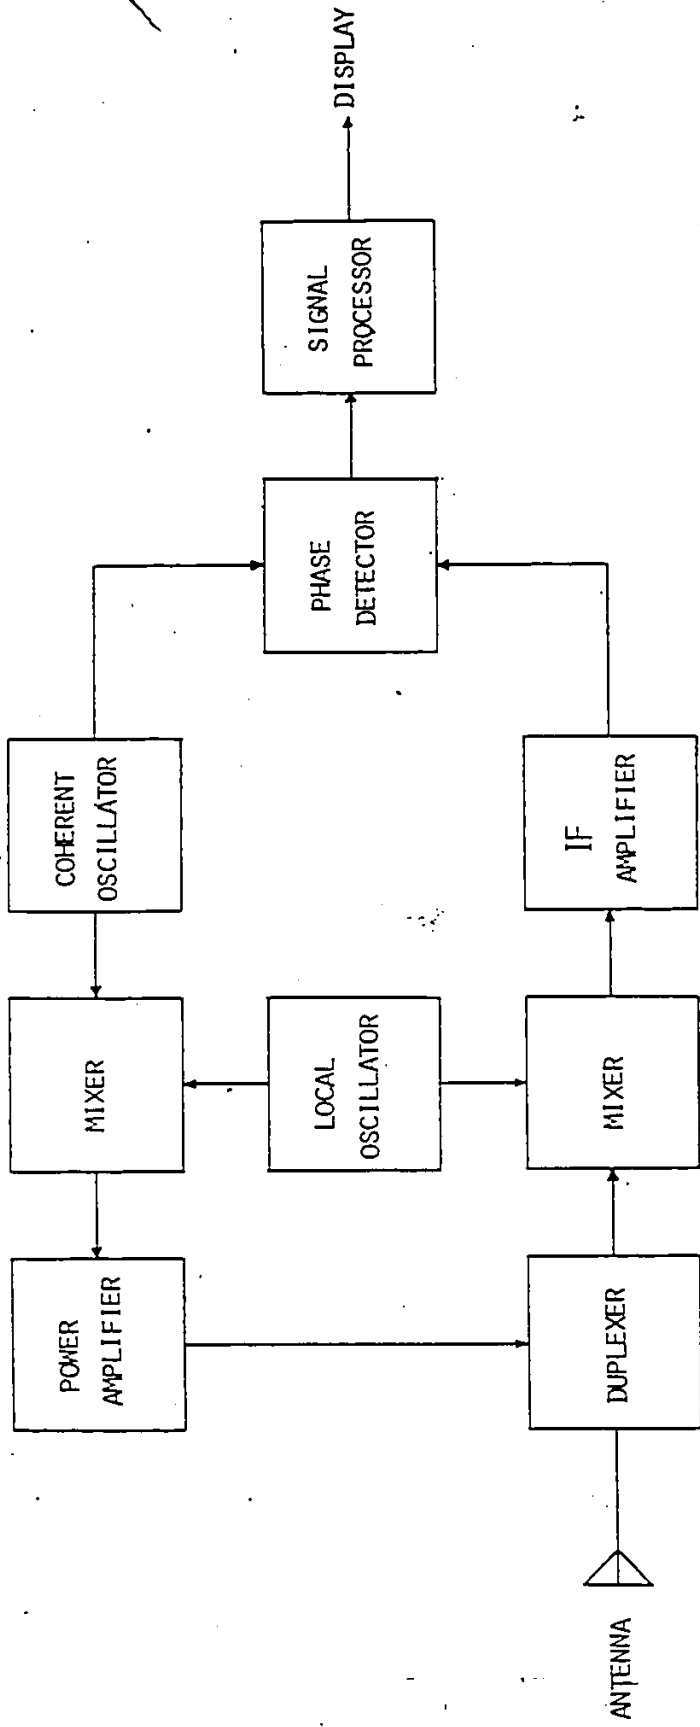 POWER
AMPLIFIER
MIXER
COHERENT
OSCILLATOR
LOCAL
OSCILLATOR
PHASE
DETECTOR
SIGNAL
PROCESSOR
DISPLAY
ANTENNA
DUPLEXER
MIXER
IF
AMPLIFIER